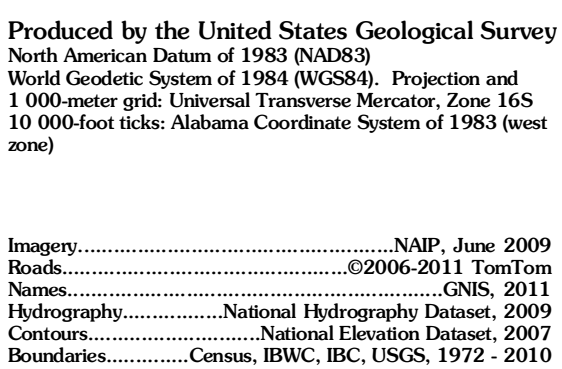 Produced by the United States Geological Survey
North American Datum of 1983 (NAD83)
World Geodetic System of 1984 (WGS84).  Projection and
1 000-meter grid: Universal Transverse Mercator, Zone 16S
10 000-foot ticks: Alabama Coordinate System of 1983 (west
zone)
Imagery.....................................................NAIP, June 2009
Roads................................................©2006-2011 TomTom
Names...............................................................GNIS, 2011
Hydrography.................National Hydrography Dataset, 2009
Contours.............................National Elevation Dataset, 2007
Boundaries..............Census, IBWC, IBC, USGS, 1972 - 2010